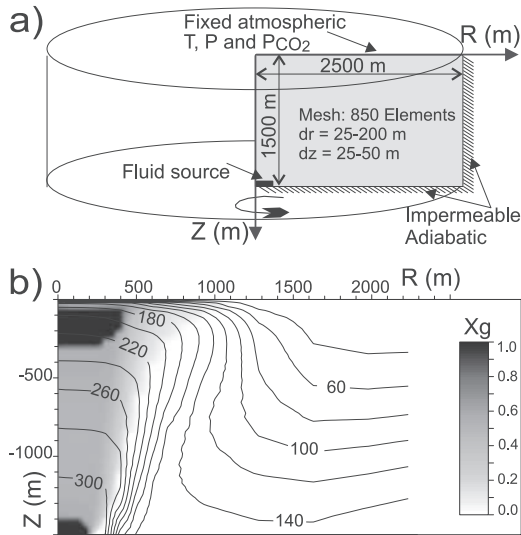 a)
Fixed atmospheric
T, P and PCO2
R (m)
2500 m
1500 m
Mesh: 850 Elements
dr = 25-200 m
dz = 25-50 m
Fluid source
Z (m)
Impermeable
Adiabatic
b)
0 500 1000 1500 2000 R (m)
0
-500
-1000
Z (m)
180
220
260
300
60
100
140
Xg
1.0
0.8
0.6
0.4
0.2
0.0